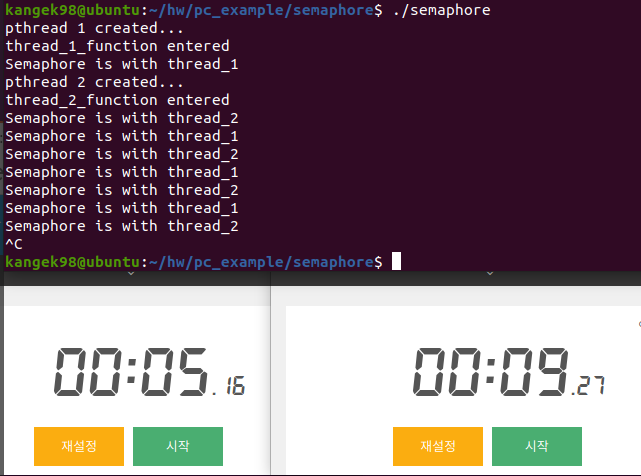 kangek98@ubuntu:~/hw/pc_example/semaphore$ ./semaphore
pthread 1 created...
thread_1_function entered
Semaphore is with thread_1
pthread 2 created...
thread_2_function entered
Semaphore is with thread_2
Semaphore is with thread_1
Semaphore is with thread_2
Semaphore is with thread_1
Semaphore is with thread_2
Semaphore is with thread_1
Semaphore is with thread_2
^C
kangek98@ubuntu:~/hw/pc_example/semaphore$
00:05.16
재설정 시작
00:09.27
재설정 시작